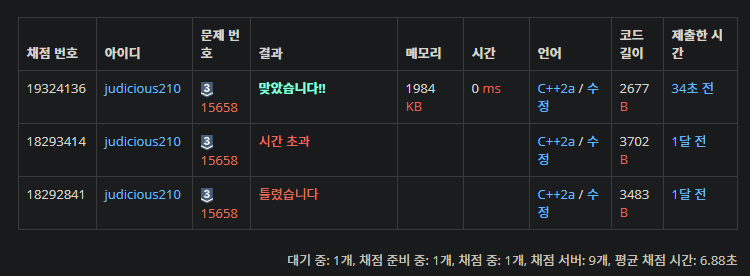 채점 번호 아이디 문제 번호 결과 메모리 시간 언어 코드 길이 제출한 시간
19324136 judicious210 3 15658 맞았습니다!! 1984 KB 0 ms C++2a / 수정 2677 B 34초 전
18293414 judicious210 3 15658 시간 초과 C++2a / 수정 3702 B 1달 전
18292841 judicious210 3 15658 틀렸습니다 C++2a / 수정 3483 B 1달 전
대기 중: 1개, 채점 준비 중: 1개, 채점 중: 1개, 채점 서버: 9개, 평균 채점 시간: 6.88초